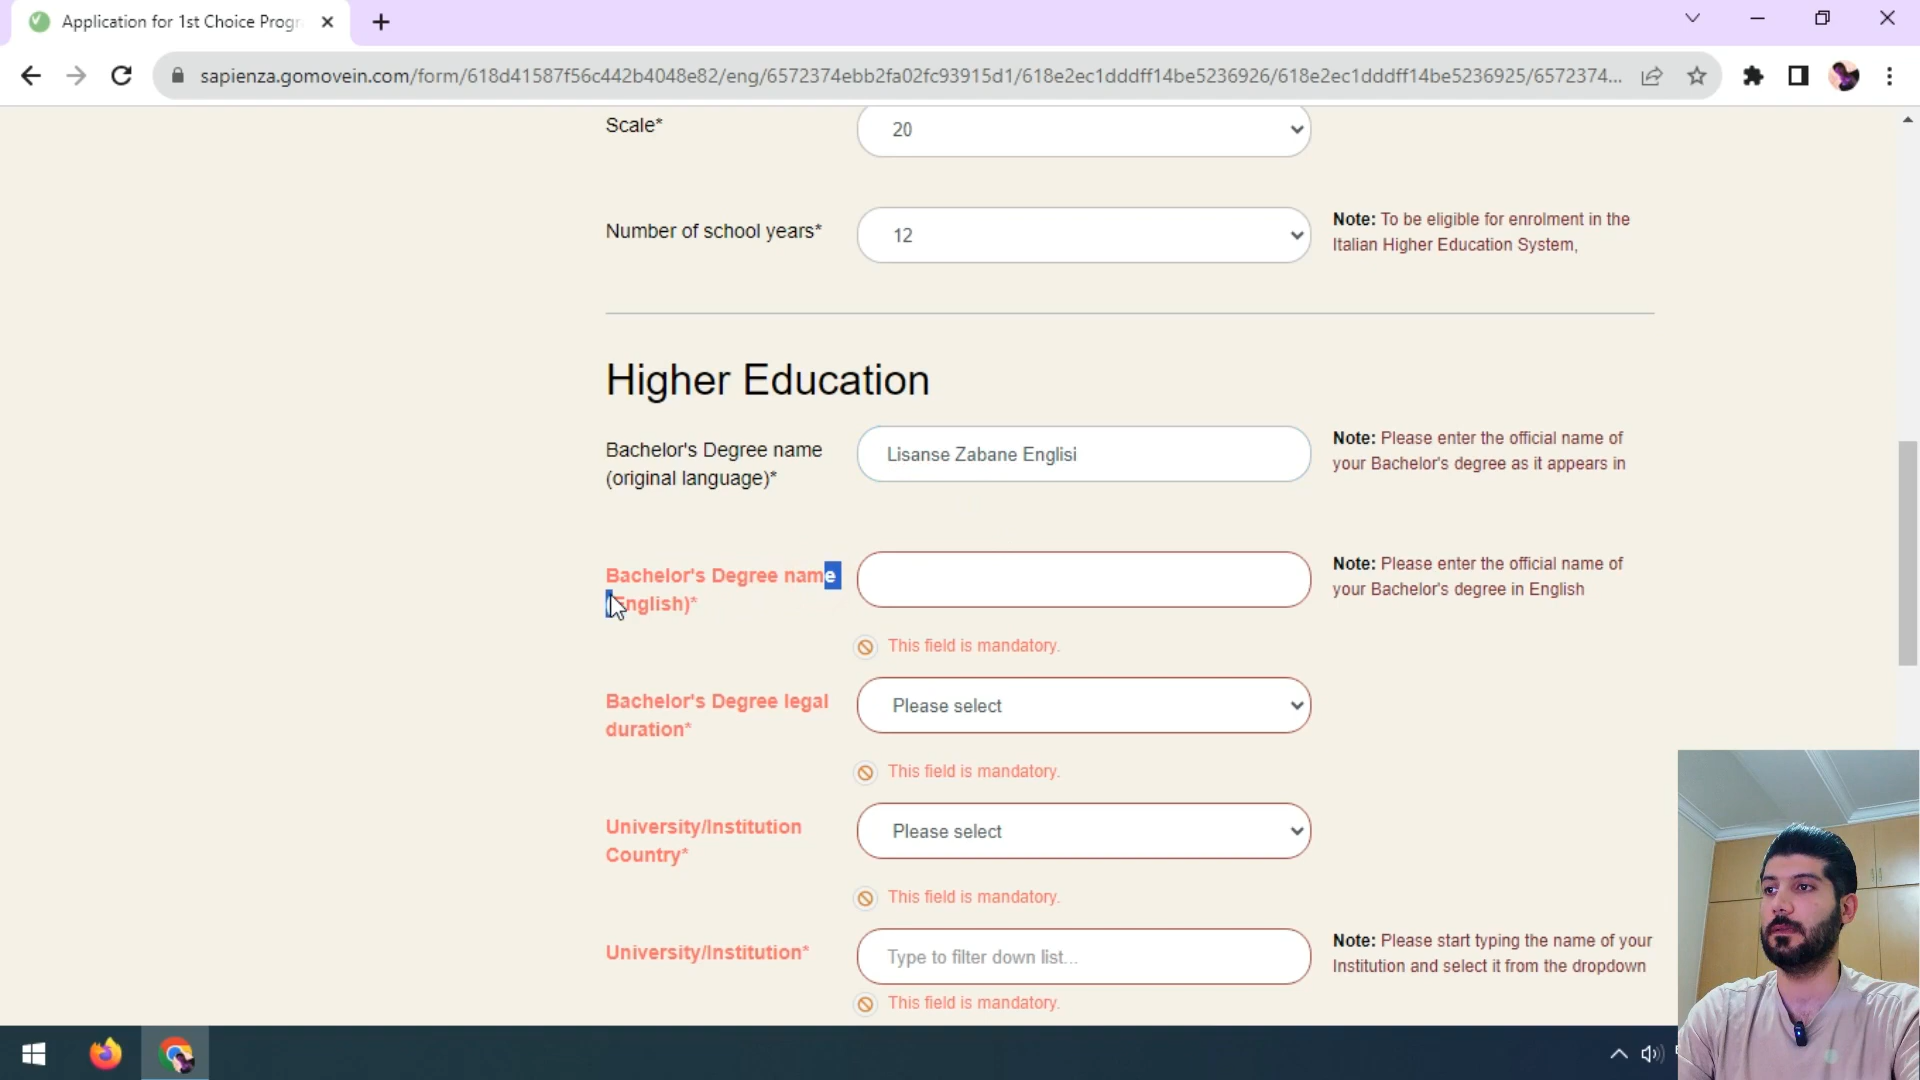 Application for 1st Choice Progr
sapienza.gomovein.com/form/618d41587f56c442b4048e82/eng/6572374ebb2fa02fc93915d1/618e2ec1dddff14be5236926/618e2ec1dddff14be5236925/6572374...
Scale*
20
Number of school years*
12
Note: To be eligible for enrolment in the
Italian Higher Education System,
Higher Education
Bachelor's Degree name
(original language)*
Lisanse Zabane Englisi
Note: Please enter the official name of
your Bachelor's degree as it appears in
Bachelor's Degree name
(English)*
Note: Please enter the official name of
your Bachelor's degree in English
This field is mandatory.
Bachelor's Degree legal
duration*
Please select
This field is mandatory.
University/Institution
Country*
Please select
This field is mandatory.
University/Institution*
Type to filter down list...
Note: Please start typing the name of your
Institution and select it from the dropdown
This field is mandatory.